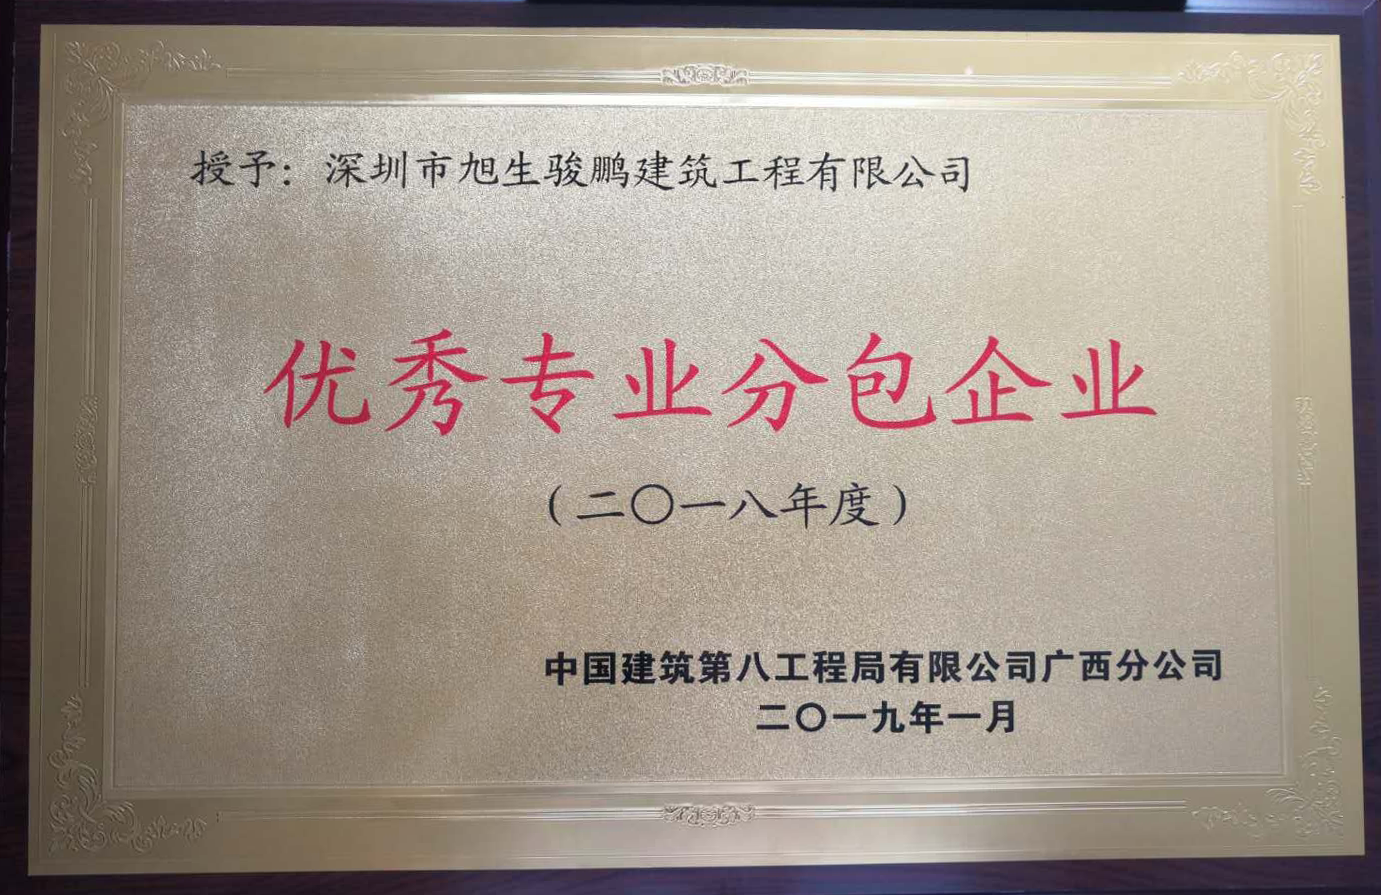 授予：深圳市旭生骏鹏建筑工程有限公司
优秀专业分包企业
（二〇一八年度）
中国建筑第八工程局有限公司广西分公司
二〇一九年一月